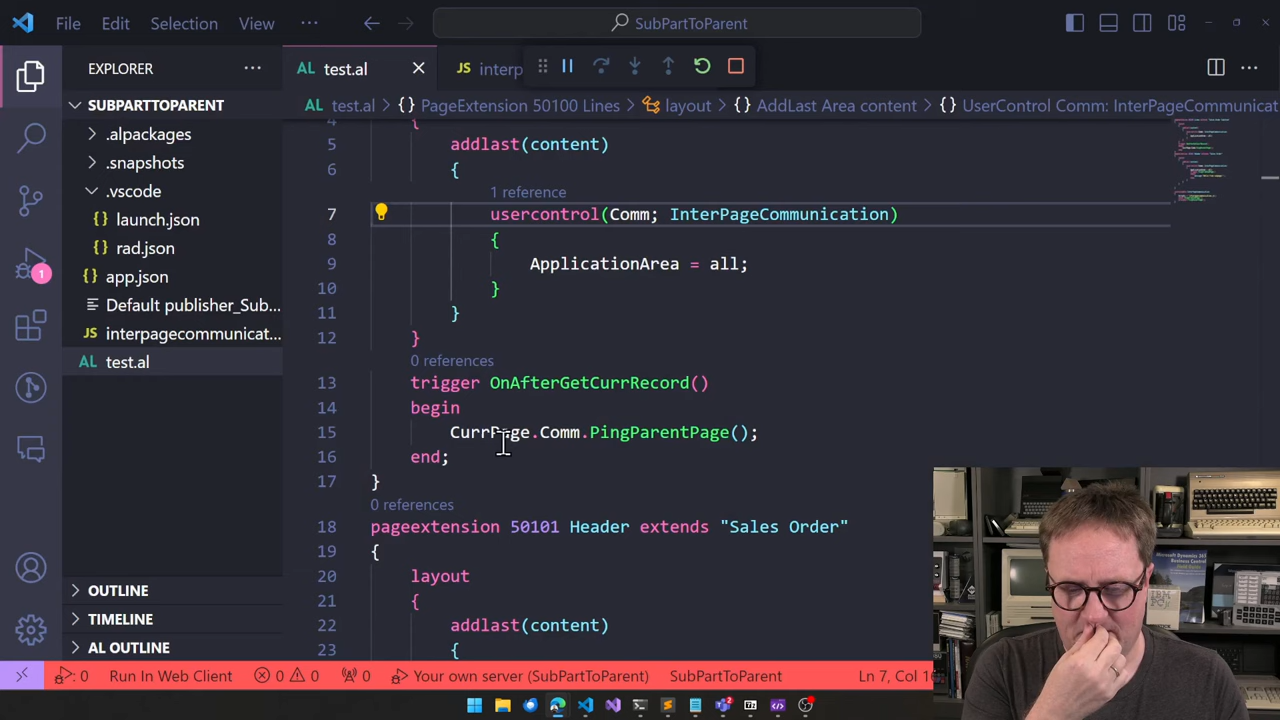 File Edit Selection View ··· SubPartToParent
EXPLORER ···
test.al
JS interp
test.al {} PageExtension 50100 Lines layout {} AddLast Area content {} UserControl Comm: InterPageCommunicat
SUBPARTTOPARENT
.alpackages
.snapshots
.vscode
{} launch.json
{} rad.json
{} app.json
Default publisher_Sub...
JS interpagecommunicat...
AL test.al
OUTLINE
TIMELINE
AL OUTLINE
1
4 {
5 addlast(content)
6 {
1 reference
7 usercontrol(Comm; InterPageCommunication)
8 {
9 ApplicationArea = all;
10 }
11 }
12 }
0 references
13 trigger OnAfterGetCurrRecord()
14 begin
15 CurrPage.Comm.PingParentPage();
16 end;
17 }
0 references
18 pageextension 50101 Header extends "Sales Order"
19 {
20 layout
21 {
22 addlast(content)
23 {
0 Run In Web Client 0 0 0 Your own server (SubPartToParent) SubPartToParent Ln 7, Col 1